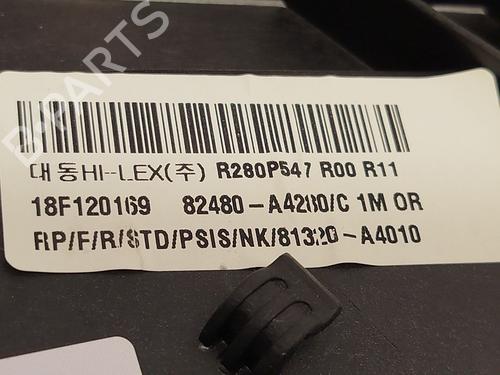 B-PARTS
대동HI-LEX(주) R280P547 R00 R11
18F120169 82480-A4280/C 1M OR
RP/F/R/STD/PSIS/NK/81320-A4010